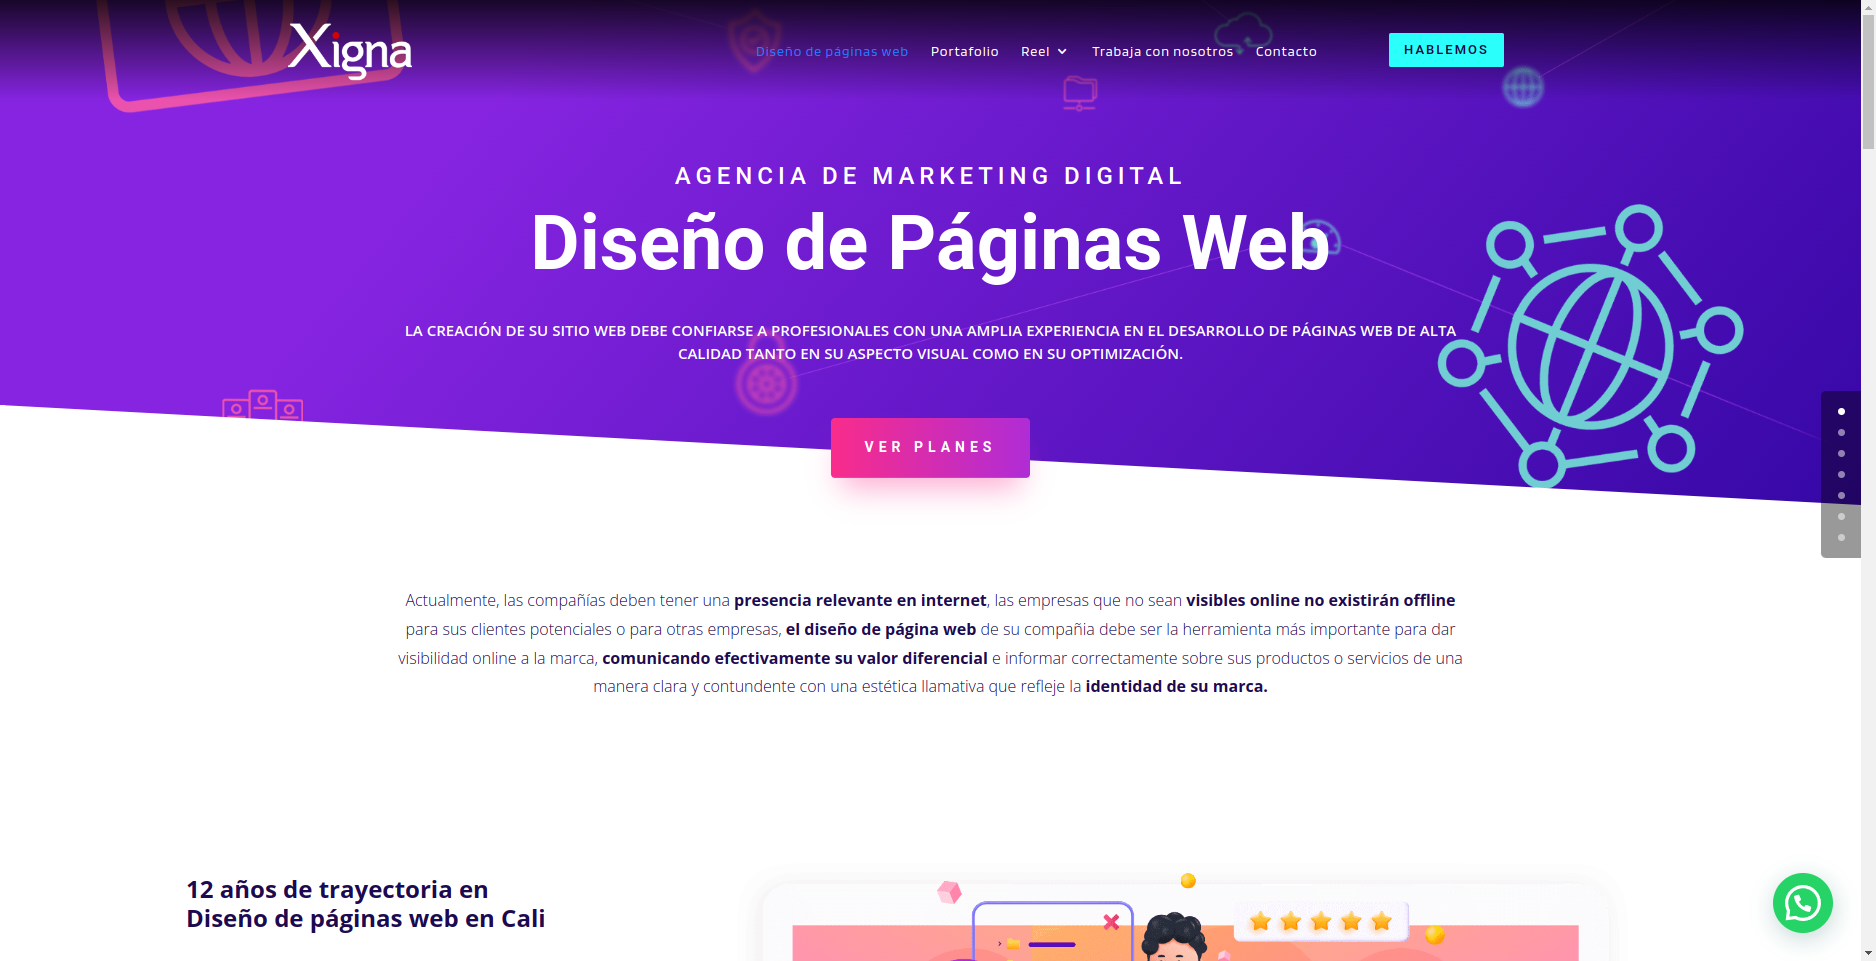 Xigna
Diseño de páginas web
Portafolio
Reel
Trabaja con nosotros
Contacto
HABLEMOS
AGENCIA DE MARKETING DIGITAL
Diseño de Páginas Web
LA CREACIÓN DE SU SITIO WEB DEBE CONFIARSE A PROFESIONALES CON UNA AMPLIA EXPERIENCIA EN EL DESARROLLO DE PÁGINAS WEB DE ALTA
CALIDAD TANTO EN SU ASPECTO VISUAL COMO EN SU OPTIMIZACIÓN.
VER PLANES
Actualmente, las compañías deben tener una presencia relevante en internet, las empresas que no sean visibles online no existirán offline
para sus clientes potenciales o para otras empresas, el diseño de página web de su compañia debe ser la herramienta más importante para dar
visibilidad online a la marca, comunicando efectivamente su valor diferencial e informar correctamente sobre sus productos o servicios de una
manera clara y contundente con una estética llamativa que refleje la identidad de su marca.
12 años de trayectoria en
Diseño de páginas web en Cali